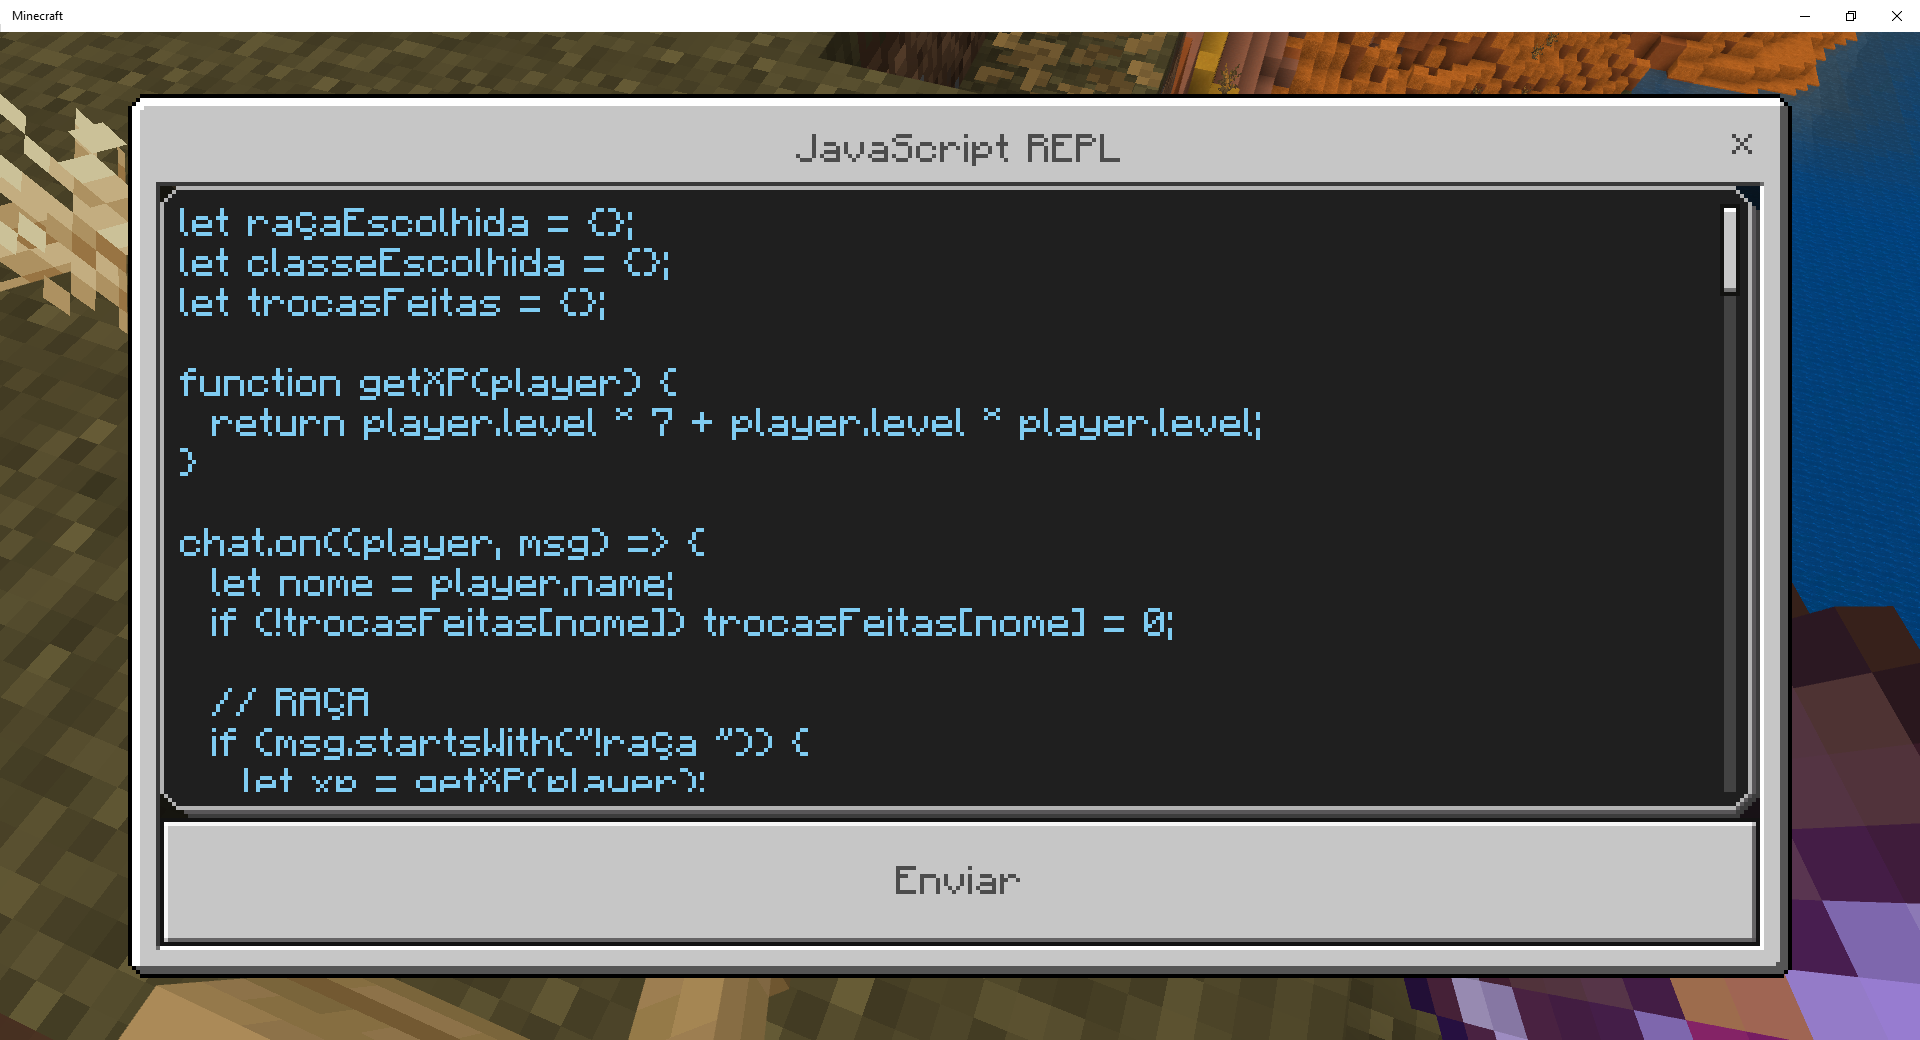 Minecraft
JavaScript REPL
let raçaEscolhida = {};
let classeEscolhida = {};
let trocasFeitas = {};
function getXP(player) {
return player.level * 7 + player.level * player.level;
}
chat.on((player, msg) => {
let nome = player.name;
if (!trocasFeitas[nome]) trocasFeitas[nome] = 0;
// RAÇA
if (msg.startsWith("!raça ")) {
let xp = getXP(player);
Enviar